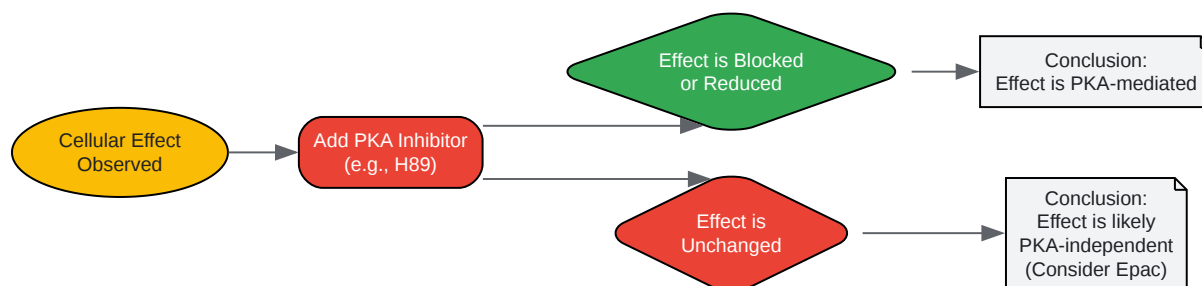 Cellular Effect
Observed
Add PKA Inhibitor
(e.g., H89)
Effect is Blocked
or Reduced
Conclusion:
Effect is PKA-mediated
Effect is
Unchanged
Conclusion:
Effect is likely
PKA-independent
(Consider Epac)